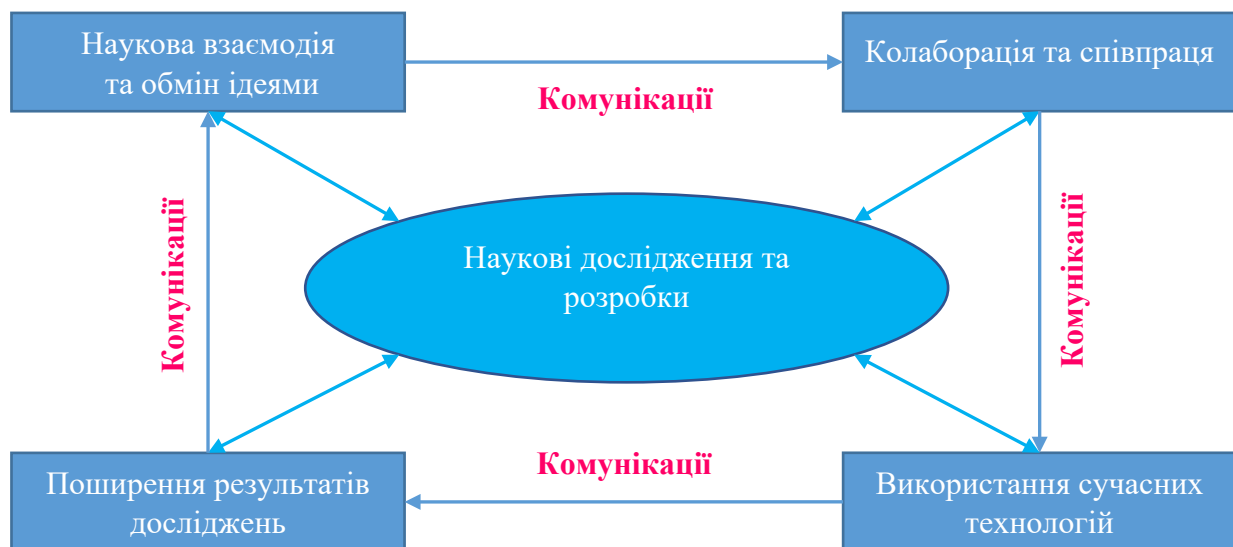 Наукова взаємодія
та обмін ідеями
Колаборація та співпраця
Комунікації
Комунікації
Комунікації
Наукові дослідження та
розробки
Комунікації
Поширення результатів
досліджень
Використання сучасних
технологій